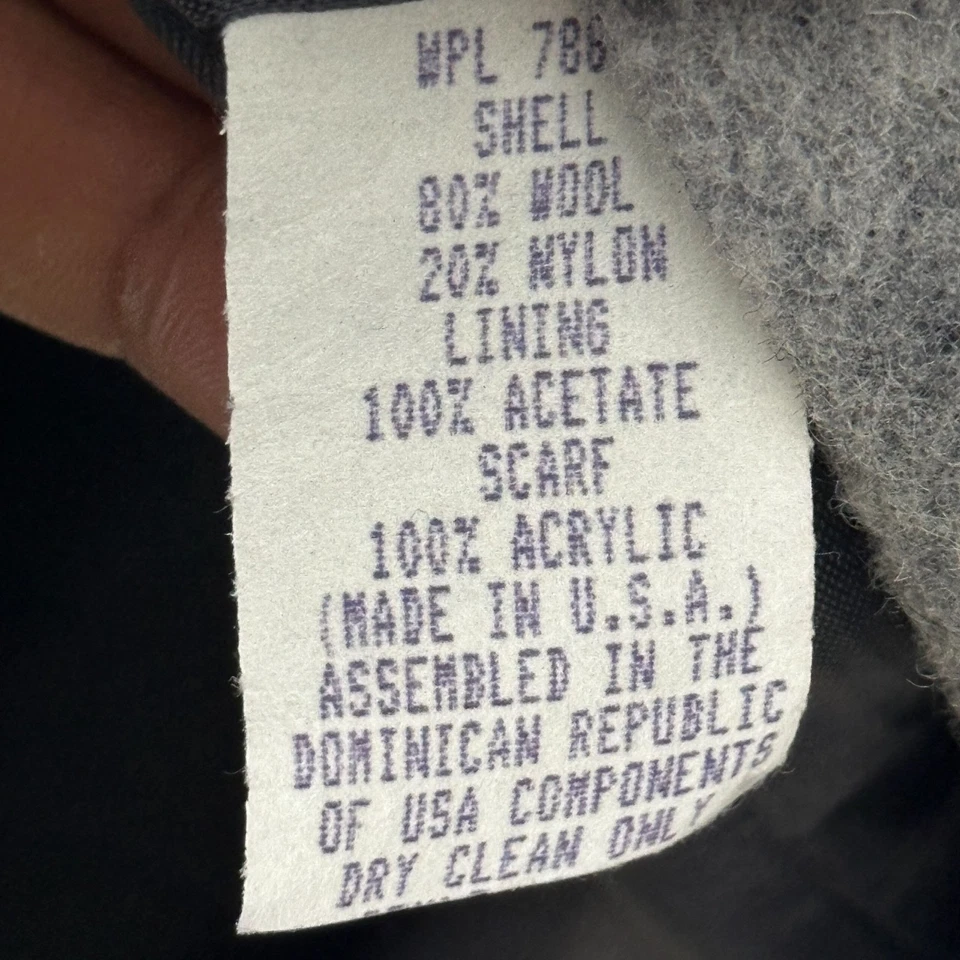 WPL 786
SHELL
80% WOOL
20% NYLON
LINING
100% ACETATE
SCARF
100% ACRYLIC
(MADE IN U.S.A.)
ASSEMBLED IN THE
DOMINICAN REPUBLIC
OF USA COMPONENTS
DRY CLEAN ONLY